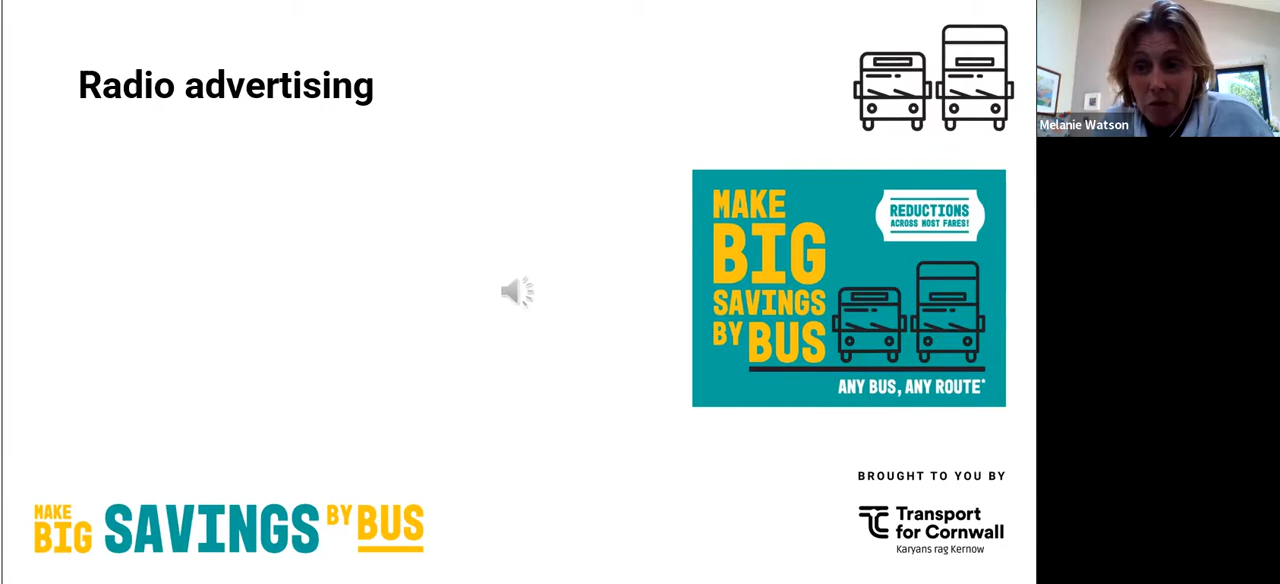 Radio advertising
Melanie Watson
MAKE
BIG
SAVINGS
BY BUS
REDUCTIONS
ACROSS MOST FARES!
ANY BUS, ANY ROUTE*
BROUGHT TO YOU BY
Transport
for Cornwall
Karyans rag Kernow
MAKE
BIG SAVINGS BY BUS